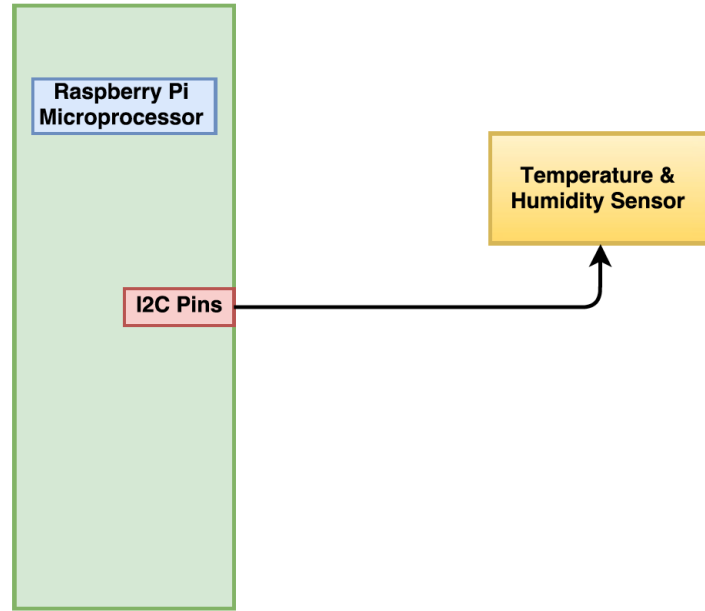 Raspberry Pi
Microprocessor
Temperature &
Humidity Sensor
I2C Pins